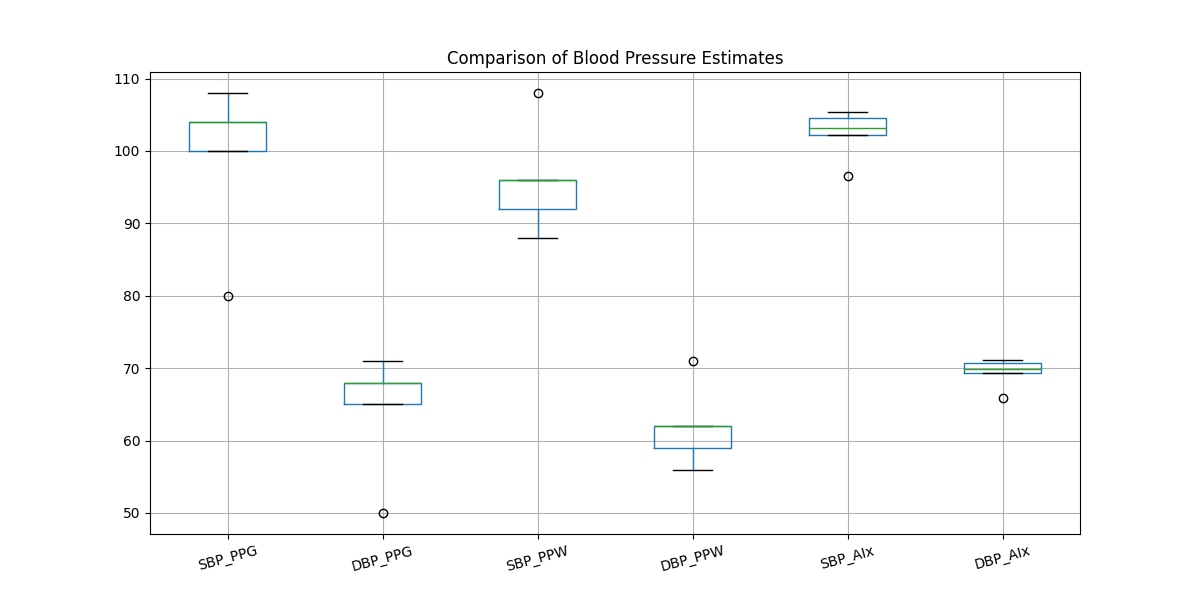 Comparison of Blood Pressure Estimates
110
100
90
80
70
60
50
SBP_PPG
DBP_PPG
SBP_PPW
DBP_PPW
SBP_AIx
DBP_AIx